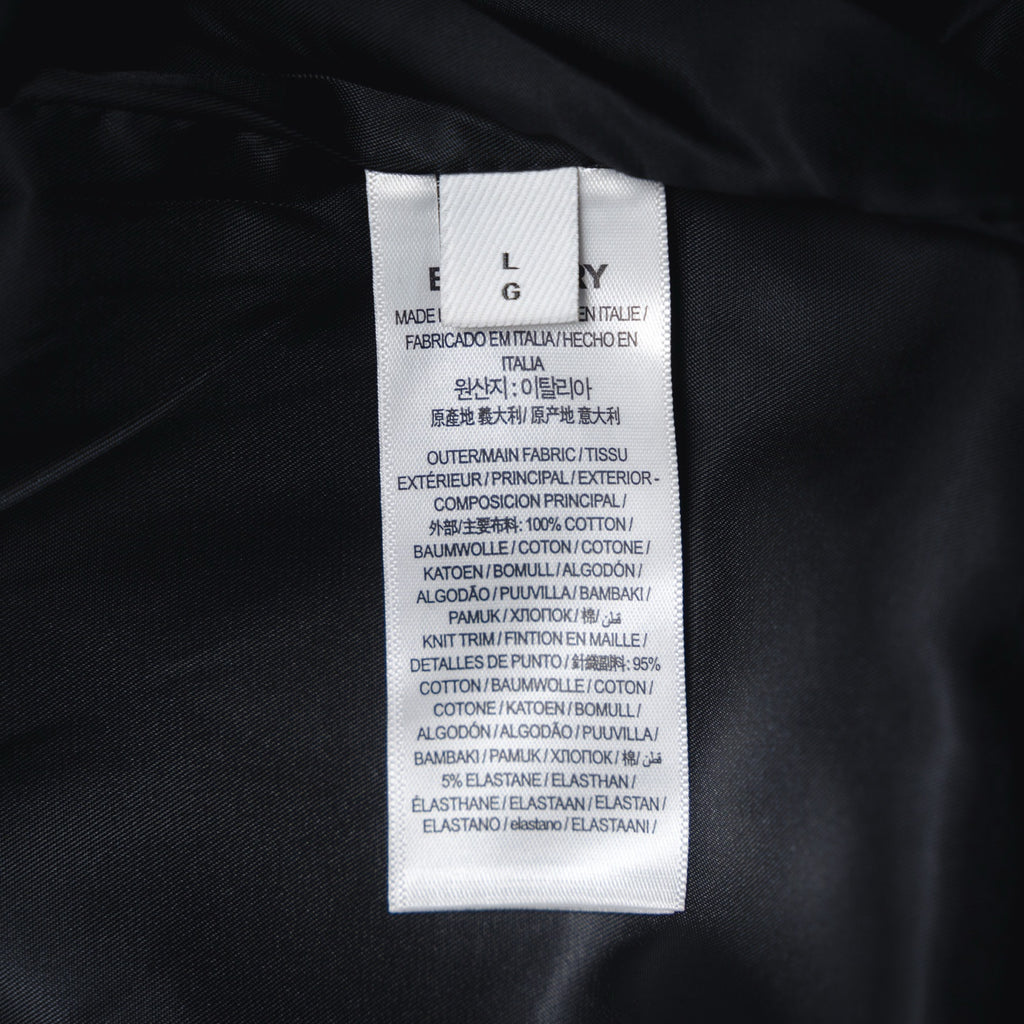 L
G
MADE EN ITALIE /
FABRICADO EM ITALIA / HECHO EN
ITALIA
원산지 : 이탈리아
原產地 義大利/ 原产地 意大利
OUTER/MAIN FABRIC / TISSU
EXTÉRIEUR / PRINCIPAL / EXTERIOR -
COMPOSICION PRINCIPAL /
外部/主要布料: 100% COTTON /
BAUMWOLLE / COTON / COTONE /
KATOEN / BOMULL / ALGODÓN /
ALGODÃO / PUUVILLA / BAMBAKI /
PAMUK / ХЛОПОК / 棉/ قطن
KNIT TRIM / FINTION EN MAILLE /
DETALLES DE PUNTO / 針織副料: 95%
COTTON / BAUMWOLLE / COTON /
COTONE / KATOEN / BOMULL /
ALGODÓN / ALGODÃO / PUUVILLA /
BAMBAKI / PAMUK / ХЛОПОК / 棉/ قطن
5% ELASTANE / ELASTHAN /
ÉLASTHANE / ELASTAAN / ELASTAN /
ELASTANO / elastano / ELASTAANI /